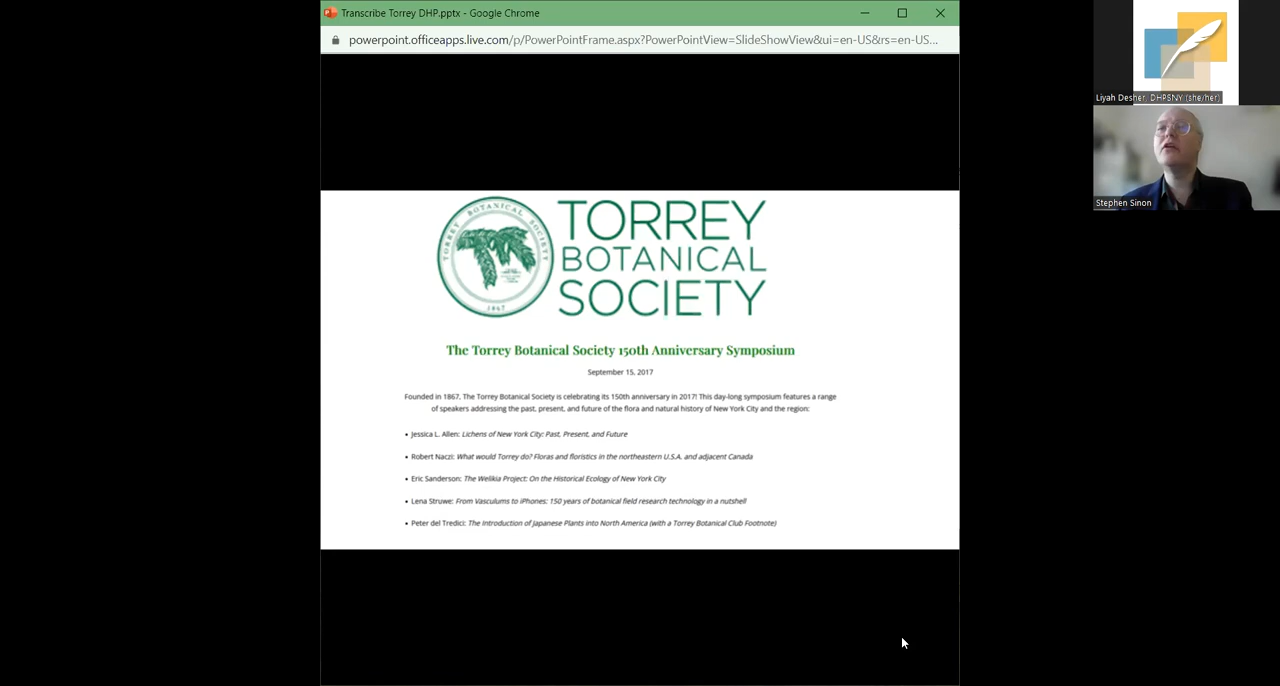 Transcribe Torrey DHP.pptx - Google Chrome
powerpoint.officeapps.live.com/p/PowerPointFrame.aspx?PowerPointView=SlideShowView&ui=en-US&rs=en-US...
Liyah Desher, DHPSNY (she/her)
Stephen Sinon
TORREY BOTANICAL SOCIETY
1867
TORREY
BOTANICAL
SOCIETY
The Torrey Botanical Society 150th Anniversary Symposium
September 15, 2017
Founded in 1867, The Torrey Botanical Society is celebrating its 150th anniversary in 2017! This day-long symposium features a range
of speakers addressing the past, present, and future of the flora and natural history of New York City and the region:
• Jessica L. Allen: Lichens of New York City: Past, Present, and Future
• Robert Naczi: What would Torrey do? Floras and floristics in the northeastern U.S.A. and adjacent Canada
• Eric Sanderson: The Welikia Project: On the Historical Ecology of New York City
• Lena Struwe: From Vasculums to iPhones: 150 years of botanical field research technology in a nutshell
• Peter del Tredici: The Introduction of Japanese Plants into North America (with a Torrey Botanical Club Footnote)